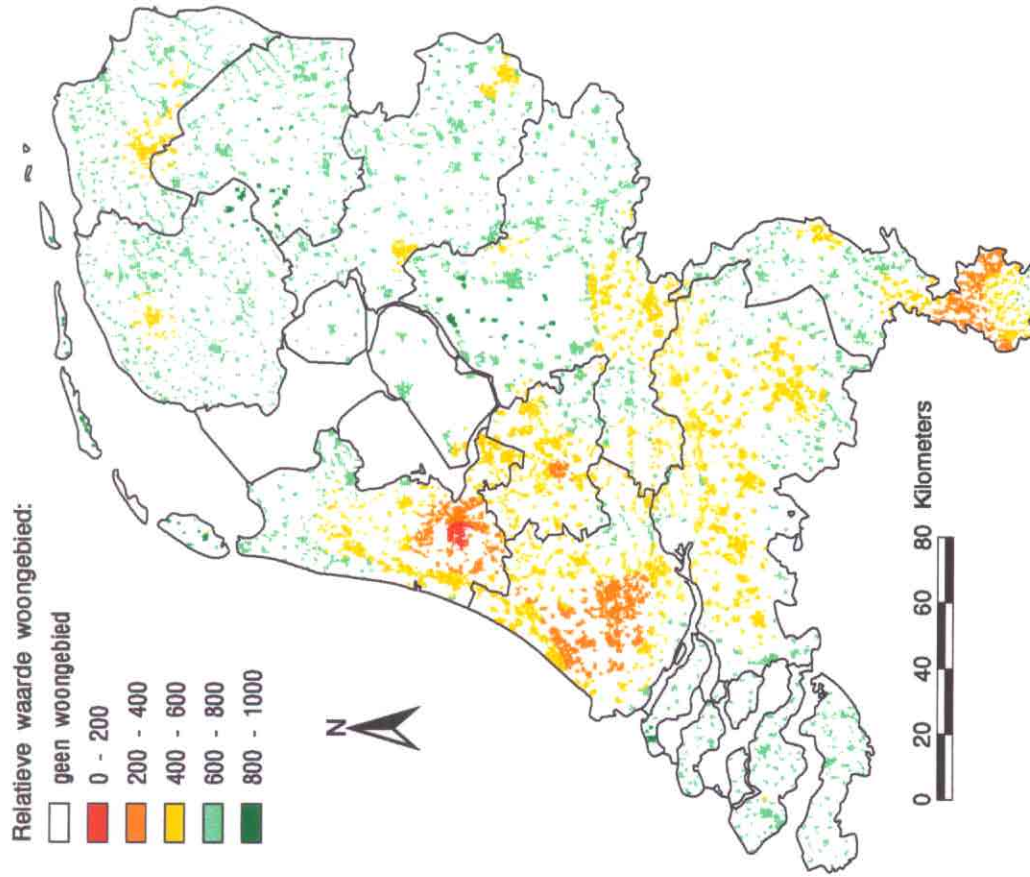 Relatieve waarde woongebied:
geen woongebied
0 - 200
200 - 400
400 - 600
600 - 800
800 - 1000
N
0 20 40 60 80 Kilometers